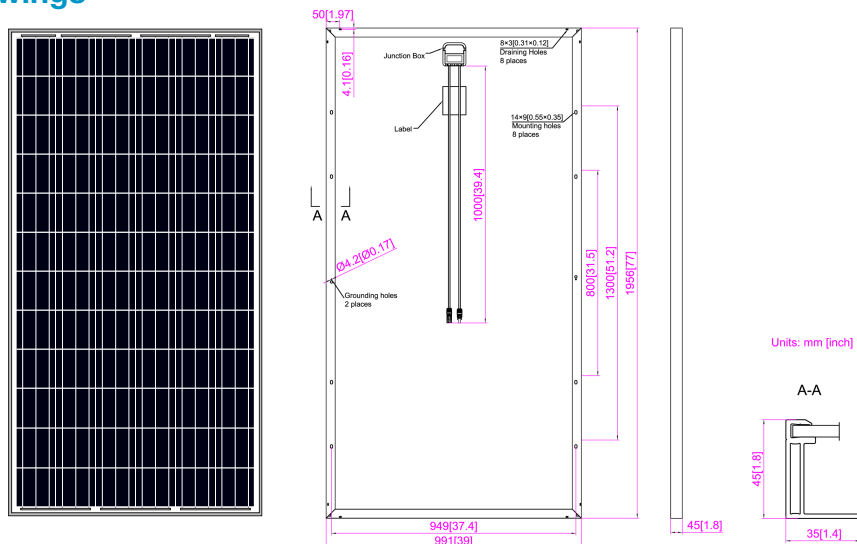 wings
50[1.97]
4.1[0.16]
Junction Box
8×3[0.31×0.12]
Draining Holes
8 places
Label
14×9[0.55×0.35]
Mounting holes
8 places
1000[39.4]
A A
Ø4.2[Ø0.17]
Grounding holes
2 places
800[31.5]
1300[51.2]
1956[77]
949[37.4]
991[39]
45[1.8]
Units: mm [inch]
A-A
45[1.8]
35[1.4]